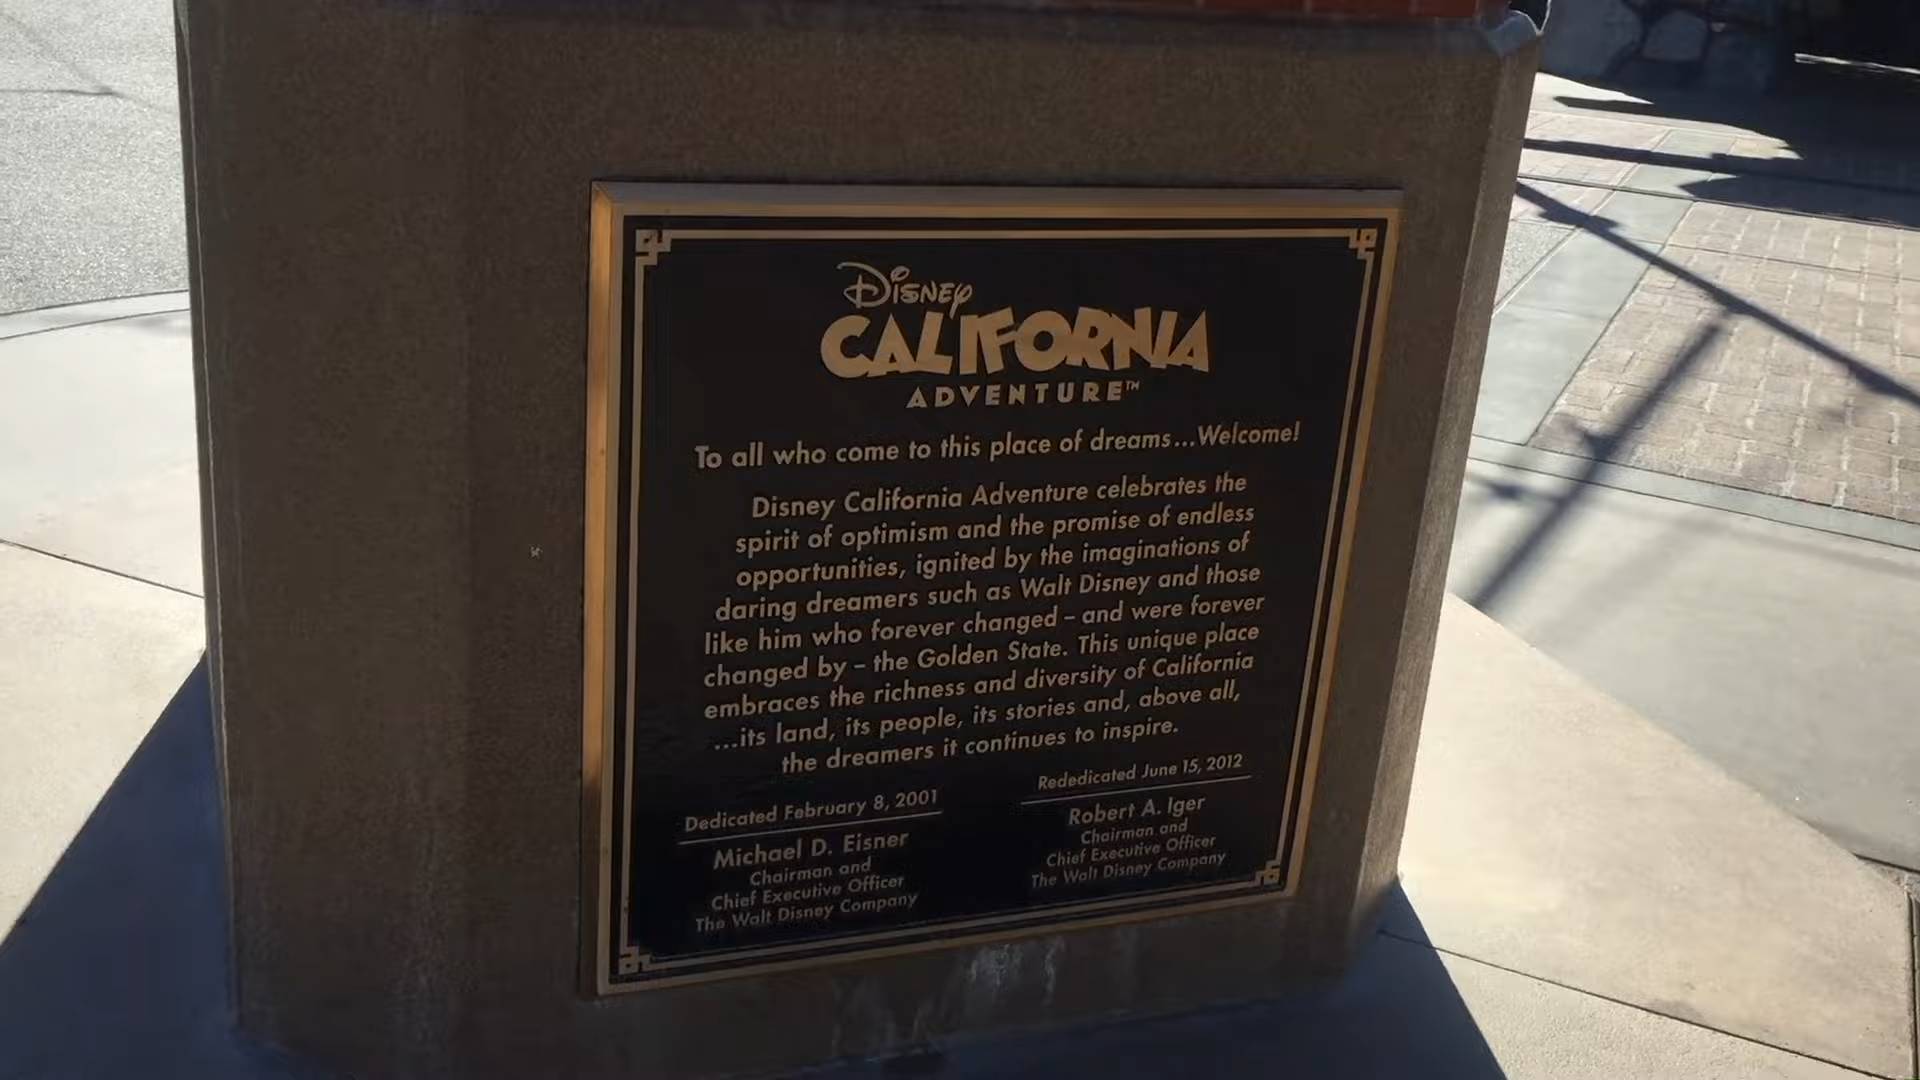 Disney
CALIFORNIA
ADVENTURE™
To all who come to this place of dreams...Welcome!
Disney California Adventure celebrates the
spirit of optimism and the promise of endless
opportunities, ignited by the imaginations of
daring dreamers such as Walt Disney and those
like him who forever changed – and were forever
changed by – the Golden State. This unique place
embraces the richness and diversity of California
...its land, its people, its stories and, above all,
the dreamers it continues to inspire.
Dedicated February 8, 2001
Michael D. Eisner
Chairman and
Chief Executive Officer
The Walt Disney Company
Rededicated June 15, 2012
Robert A. Iger
Chairman and
Chief Executive Officer
The Walt Disney Company